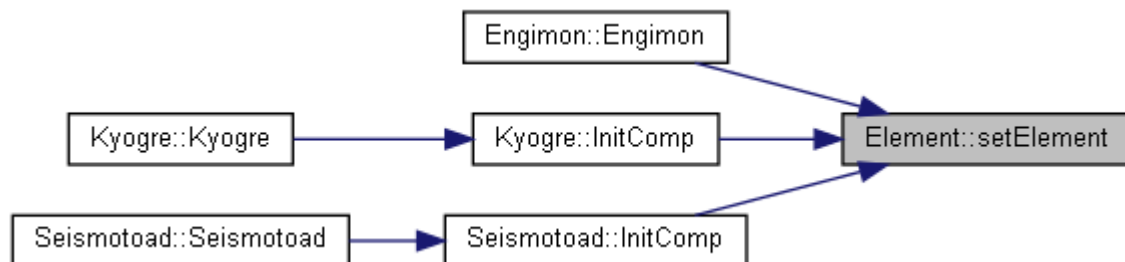 Engimon::Engimon
Kyogre::Kyogre
Kyogre::InitComp
Element::setElement
Seismotoad::Seismotoad
Seismotoad::InitComp